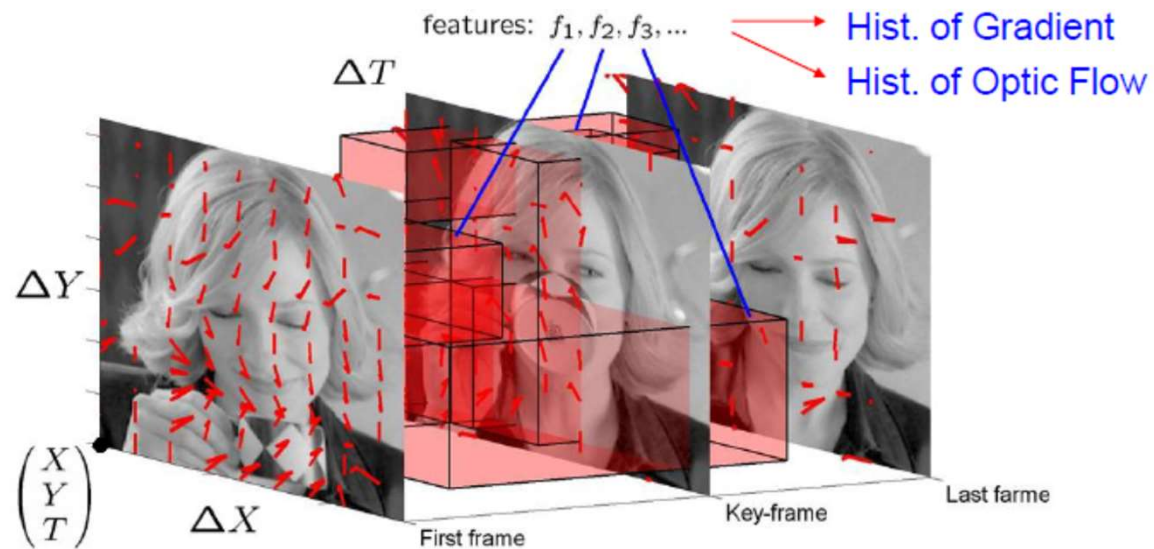 features: f₁, f₂, f₃, ...
Hist. of Gradient
Hist. of Optic Flow
ΔT
ΔY
(X
Y
T)
ΔX
First frame
Key-frame
Last farme